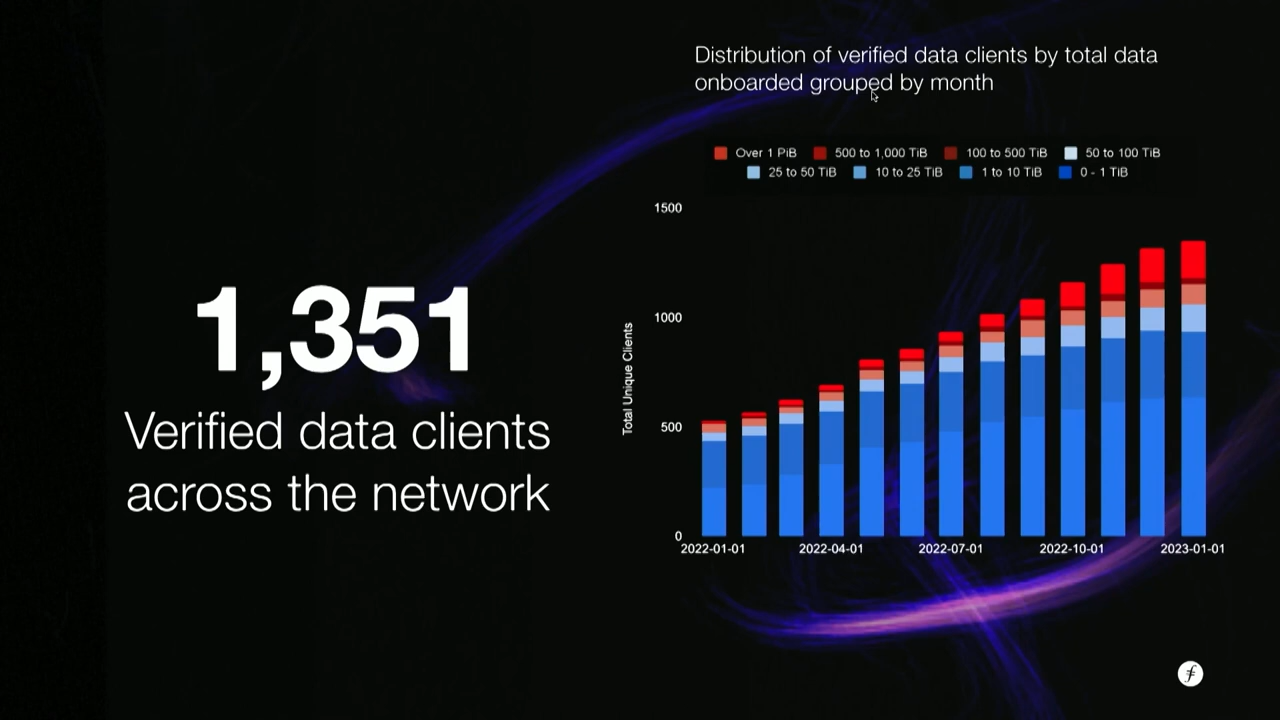 Distribution of verified data clients by total data
onboarded grouped by month
Over 1 PiB 500 to 1,000 TiB 100 to 500 TiB 50 to 100 TiB
25 to 50 TiB 10 to 25 TiB 1 to 10 TiB 0 - 1 TiB
1500
1000
500
0
Total Unique Clients
2022-01-01 2022-04-01 2022-07-01 2022-10-01 2023-01-01
1,351
Verified data clients
across the network